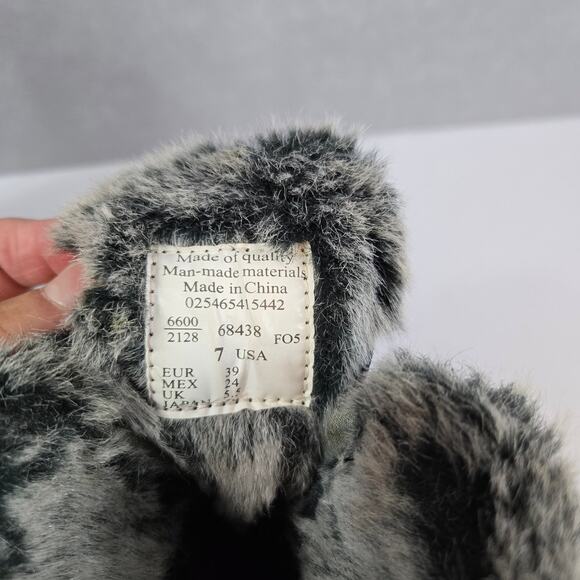 Made of quality
Man-made materials
Made in China
025465415442
6600
2128
68438
FO5
7 USA
EUR 39
MEX 24
UK
JAPAN